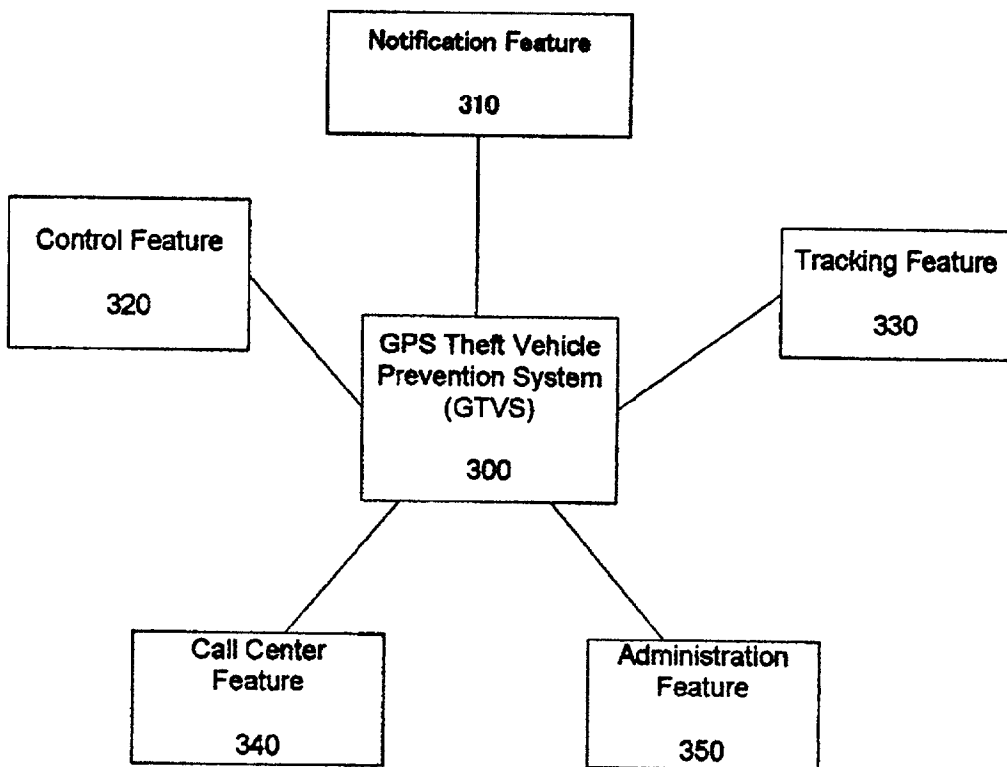 Notification Feature
310
Control Feature
320
Tracking Feature
330
GPS Theft Vehicle
Prevention System
(GTVS)
300
Call Center
Feature
340
Administration
Feature
350